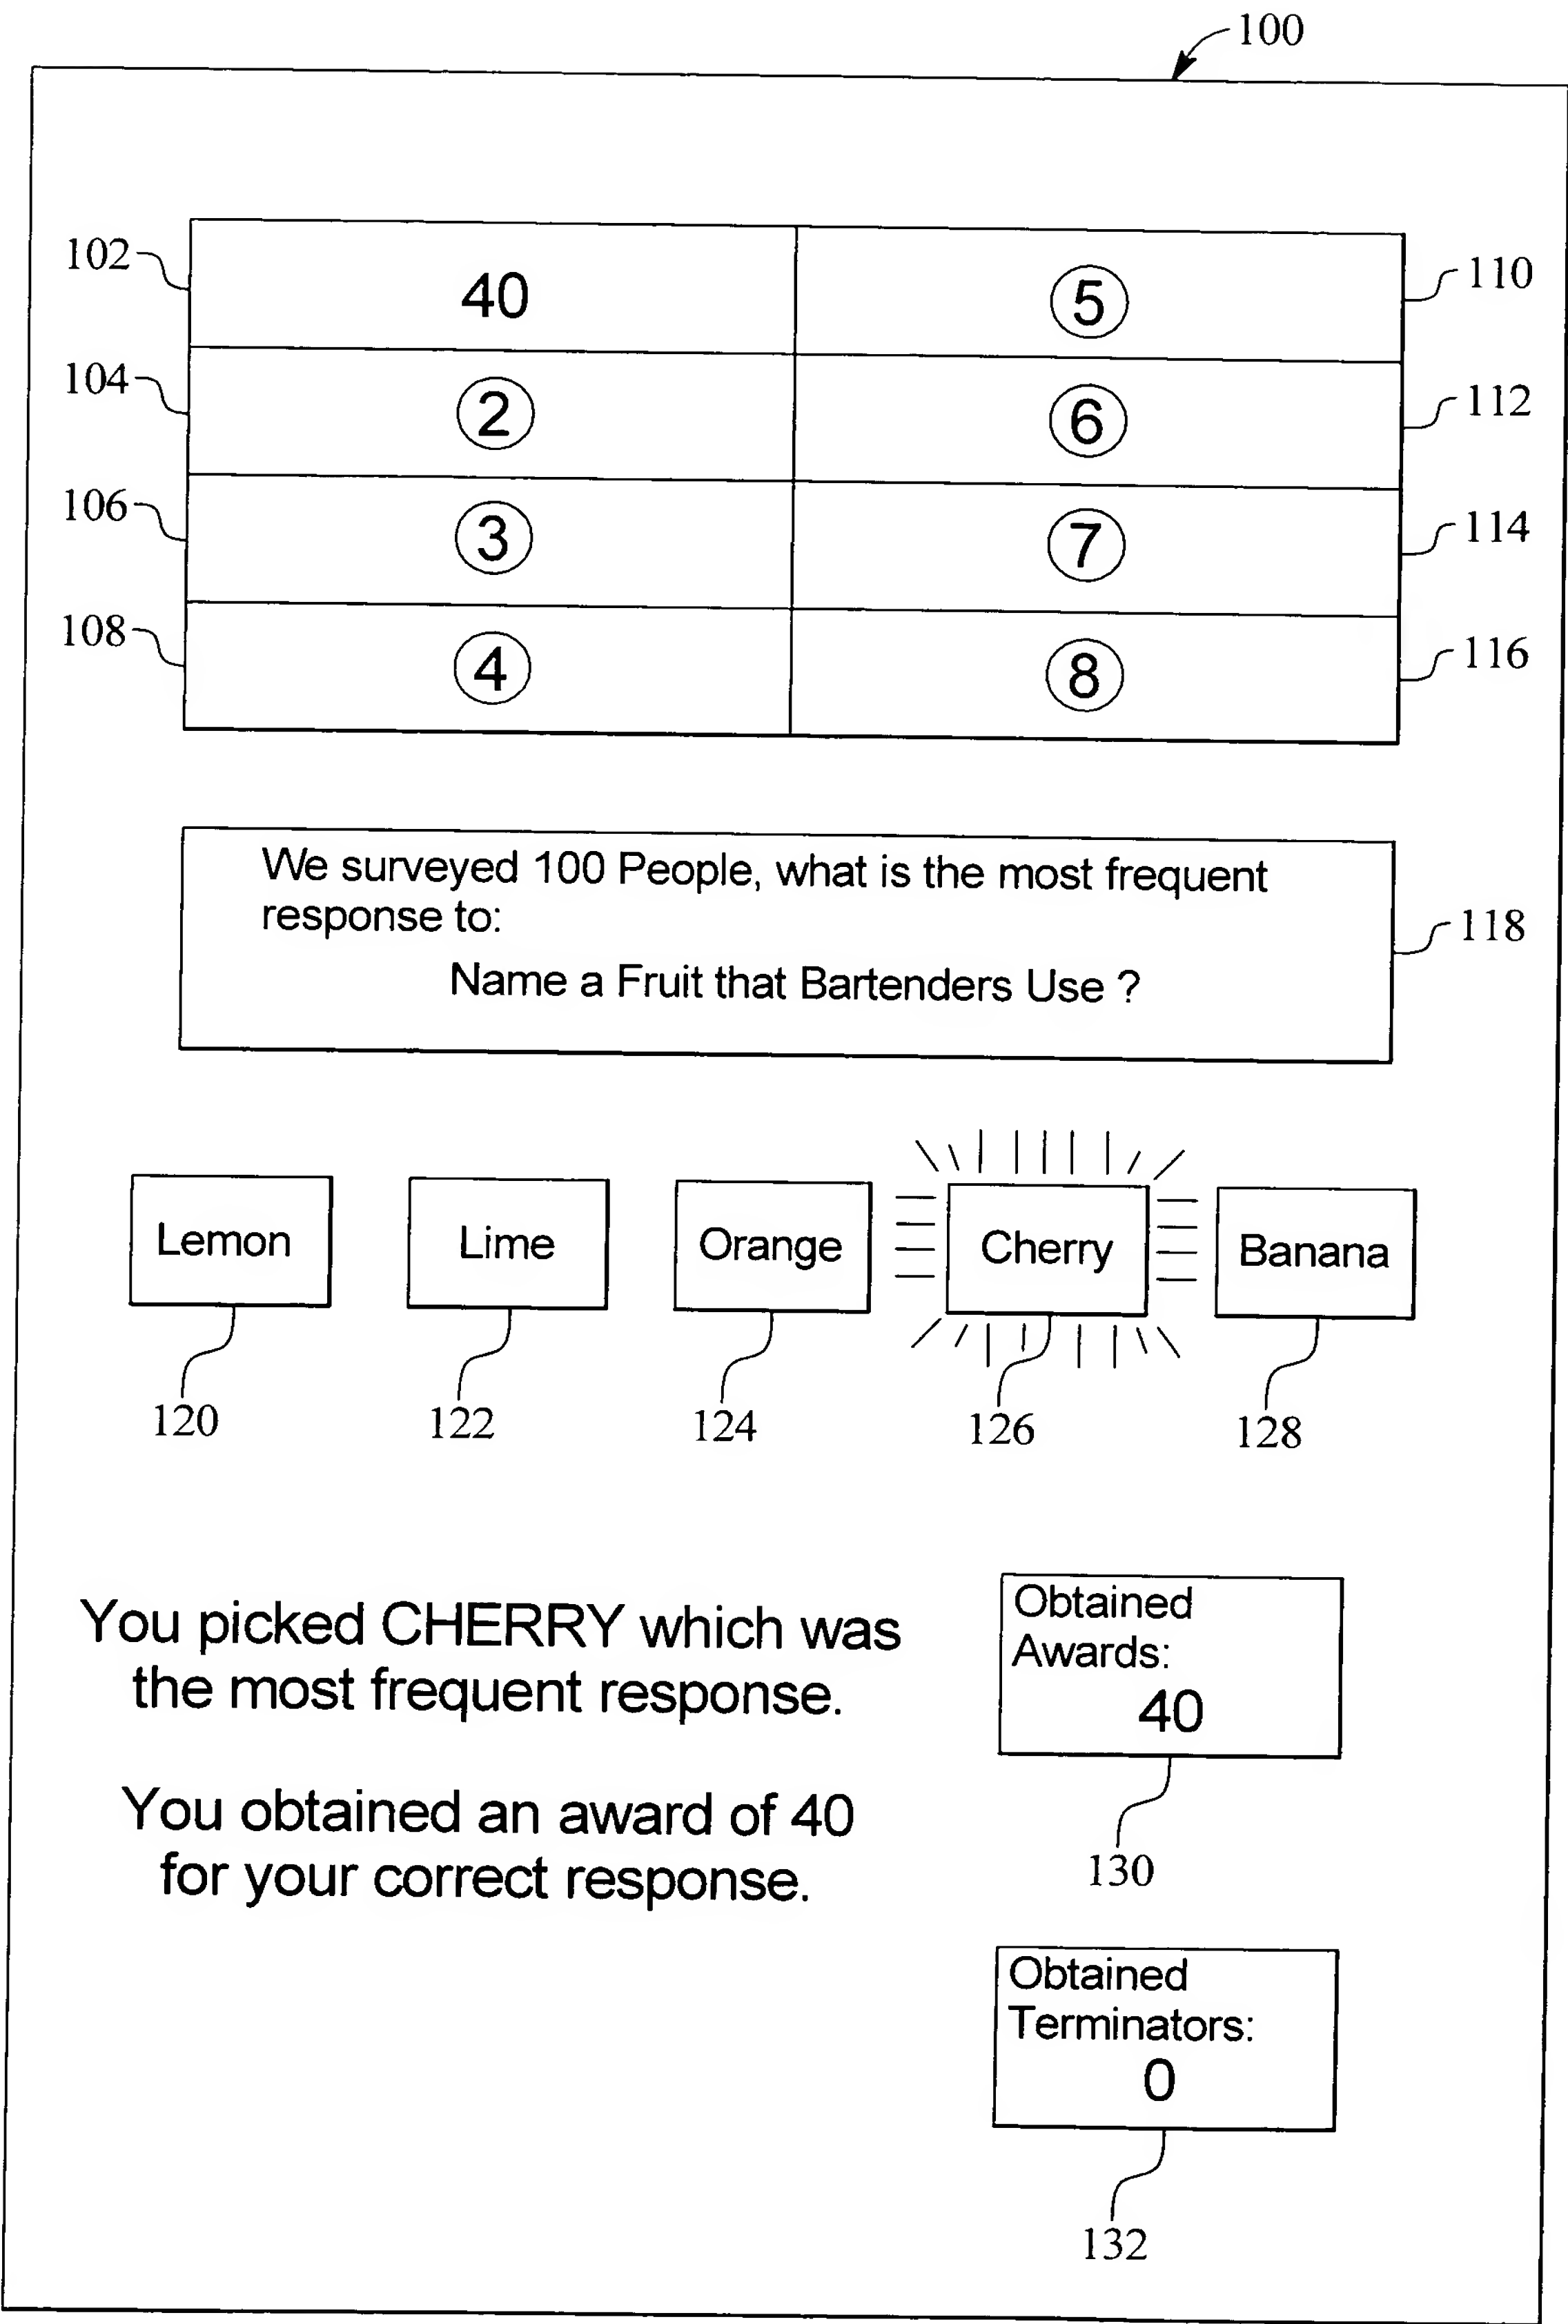 100
102 40 5 110
104 2 6 112
106 3 7 114
108 4 8 116
We surveyed 100 People, what is the most frequent
response to:
Name a Fruit that Bartenders Use ?
118
Lemon Lime Orange Cherry Banana
120 122 124 126 128
You picked CHERRY which was
the most frequent response.
You obtained an award of 40
for your correct response.
Obtained
Awards:
40
130
Obtained
Terminators:
0
132